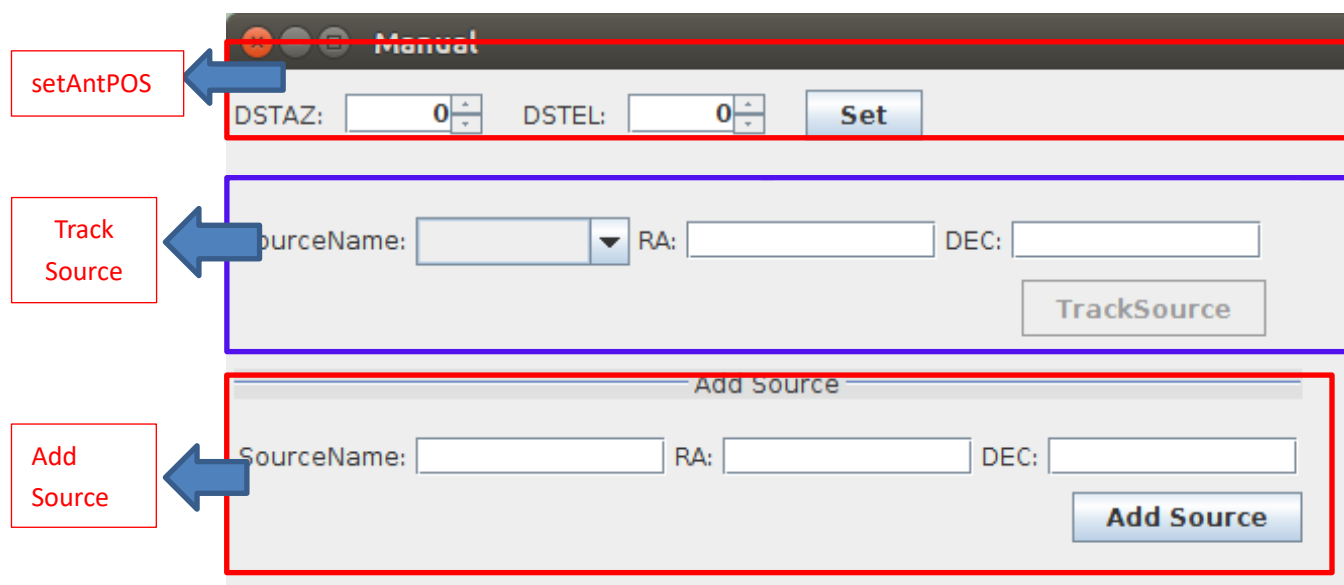 Manual
setAntPOS
DSTAZ: 0 DSTEL: 0 Set
Track
Source
ourceName: RA: DEC:
TrackSource
Add Source
Add
Source
SourceName: RA: DEC:
Add Source